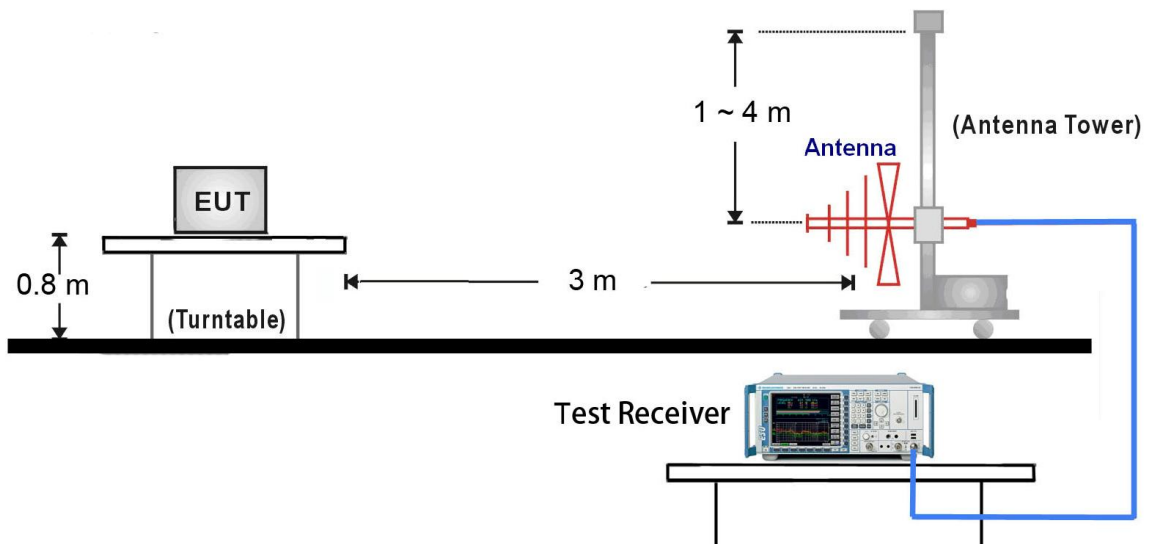 1 ~ 4 m
(Antenna Tower)
Antenna
EUT
0.8 m
3 m
(Turntable)
Test Receiver